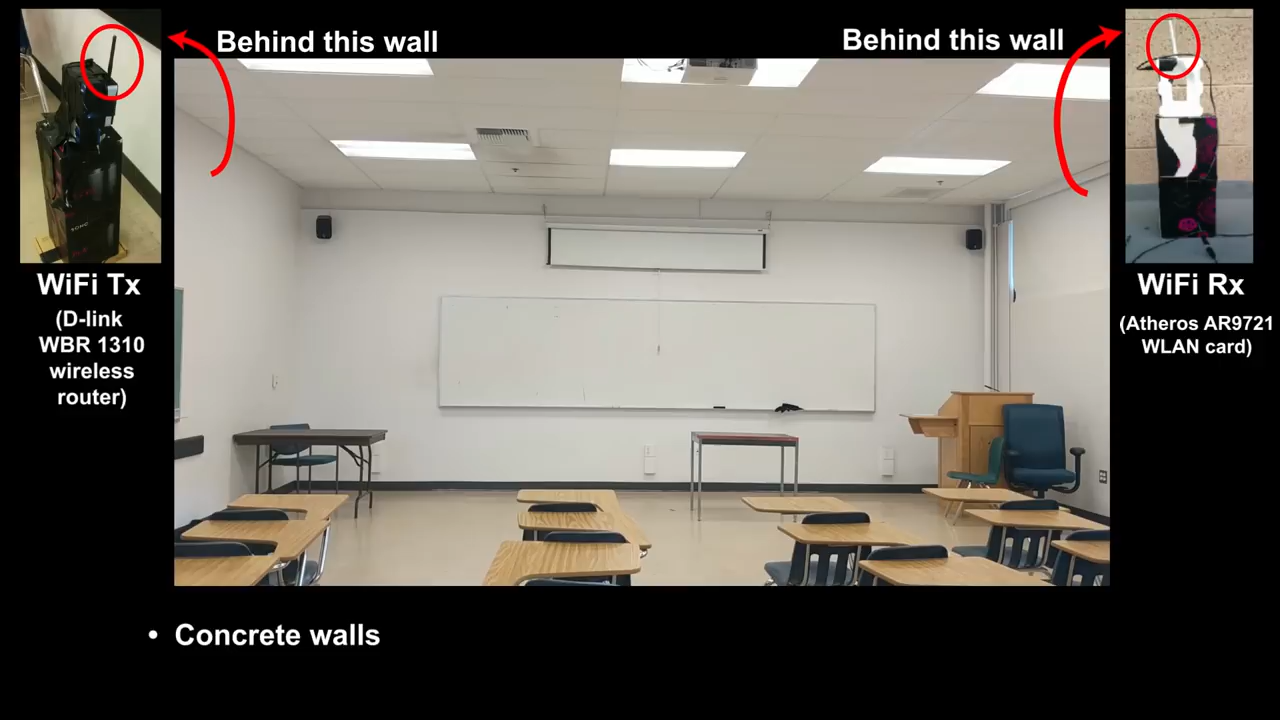 Behind this wall
Behind this wall
WiFi Tx
(D-link
WBR 1310
wireless
router)
WiFi Rx
(Atheros AR9721
WLAN card)
• Concrete walls